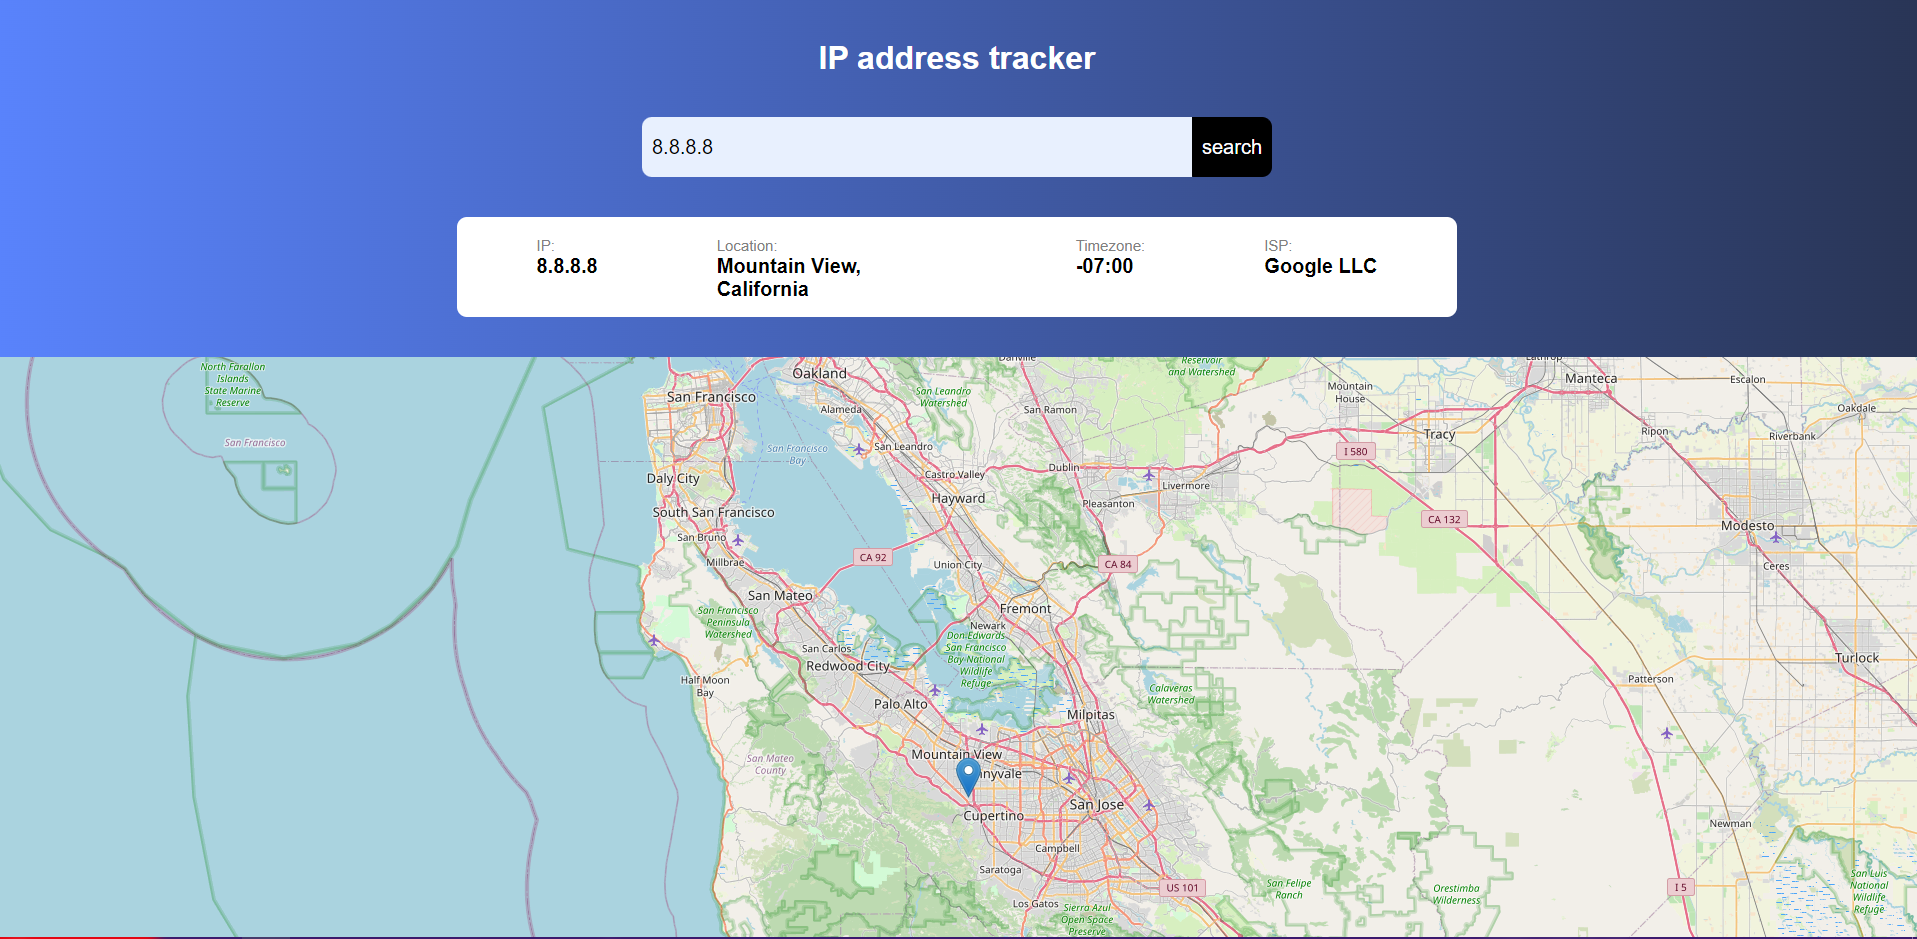 IP address tracker
8.8.8.8
search
IP:
8.8.8.8
Location:
Mountain View,
California
Timezone:
-07:00
ISP:
Google LLC
North Farallon
Islands
State Marine
Reserve
San Francisco
Oakland
San Francisco
Alameda
San Leandro
Watershed
Danville
San Ramon
Reservoir
and Watershed
Mountain
House
Lathrop
Manteca
Escalon
Oakdale
San Francisco
Bay
San Leandro
Tracy
Ripon
Riverbank
I 580
Daly City
Castro Valley
Dublin
Livermore
Hayward
Pleasanton
South San Francisco
CA 132
Modesto
San Bruno
Millbrae
CA 92
Union City
CA 84
Ceres
San Mateo
San Francisco
Peninsula
Watershed
Fremont
Newark
Don Edwards
San Francisco
Bay National
Wildlife
Refuge
San Carlos
Redwood City
Turlock
Half Moon
Bay
Calaveras
Watershed
Patterson
Palo Alto
Milpitas
Mountain View
nnyvale
San Mateo
County
San Jose
Cupertino
Newman
Campbell
Saratoga
US 101
San Felipe
Ranch
Orestimba
Wilderness
I 5
San Luis
National
Wildlife
Refuge
Los Gatos
Sierra Azul
Open Space
Preserve